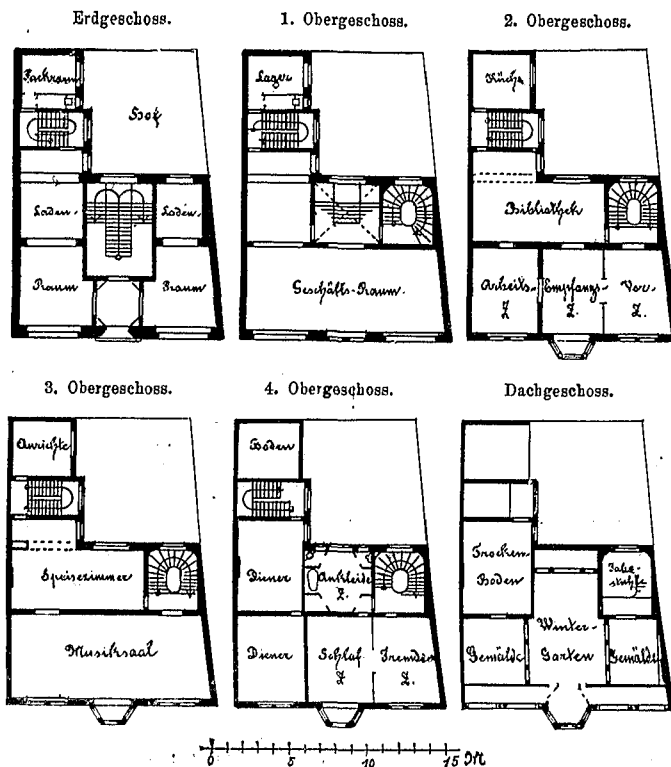 Erdgeschoss.
Packraum
Hof
Laden-
Laden-
Raum
Raum
1. Obergeschoss.
Lager
Geschäfts-Raum.
2. Obergeschoss.
Küche
Bibliothek
Arbeits-
Z.
Empfangs-
Z.
Vor-
Z.
3. Obergeschoss.
Anrichte
Speisezimmer
Musiksaal
4. Obergeschoss.
Boden
Diener
Ankleide
Z.
Diener
Schlaf
Z.
Fremden
Z.
Dachgeschoss.
Trocken
Boden
Winter-
Garten
Gemälde
Gemälde
0 5 10 15 M